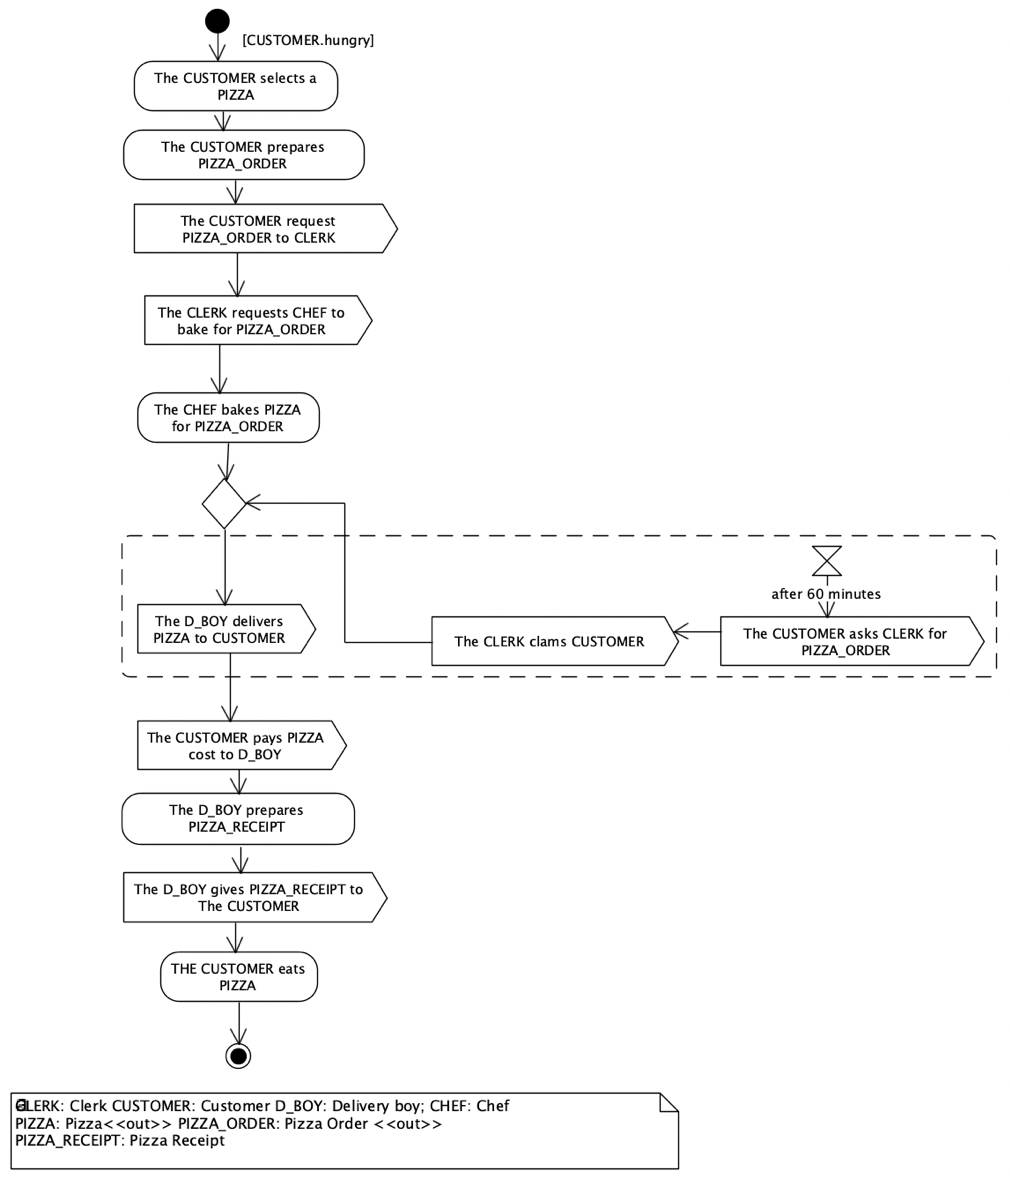 [CUSTOMER.hungry]
The CUSTOMER selects a
PIZZA
The CUSTOMER prepares
PIZZA_ORDER
The CUSTOMER request
PIZZA_ORDER to CLERK
The CLERK requests CHEF to
bake for PIZZA_ORDER
The CHEF bakes PIZZA
for PIZZA_ORDER
after 60 minutes
The D_BOY delivers
PIZZA to CUSTOMER
The CLERK clams CUSTOMER
The CUSTOMER asks CLERK for
PIZZA_ORDER
The CUSTOMER pays PIZZA
cost to D_BOY
The D_BOY prepares
PIZZA_RECEIPT
The D_BOY gives PIZZA_RECEIPT to
The CUSTOMER
THE CUSTOMER eats
PIZZA
CLERK: Clerk CUSTOMER: Customer D_BOY: Delivery boy; CHEF: Chef
PIZZA: Pizza<<out>> PIZZA_ORDER: Pizza Order <<out>>
PIZZA_RECEIPT: Pizza Receipt